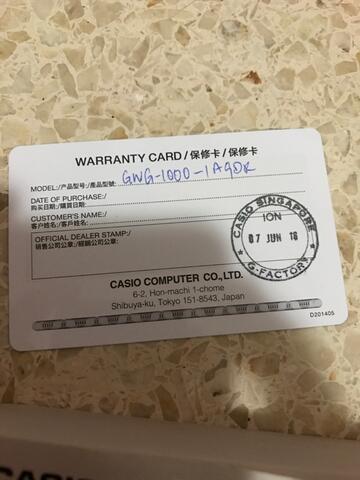 WARRANTY CARD/保修卡/保修卡
MODEL:/产品型号:/產品型號: GWG-1000-1A9DR
DATE OF PURCHASE:/
购买日期:/購買日期:
CUSTOMER'S NAME:/
客户姓名:/客戶姓名:
OFFICIAL DEALER STAMP:/
销售公司公章:/經銷公司公章:
CASIO SINGAPORE
ION
07 JUN 16
G-FACTORY
CASIO COMPUTER CO.,LTD.
6-2, Hon-machi 1-chome
Shibuya-ku, Tokyo 151-8543, Japan
D201405
CASIO